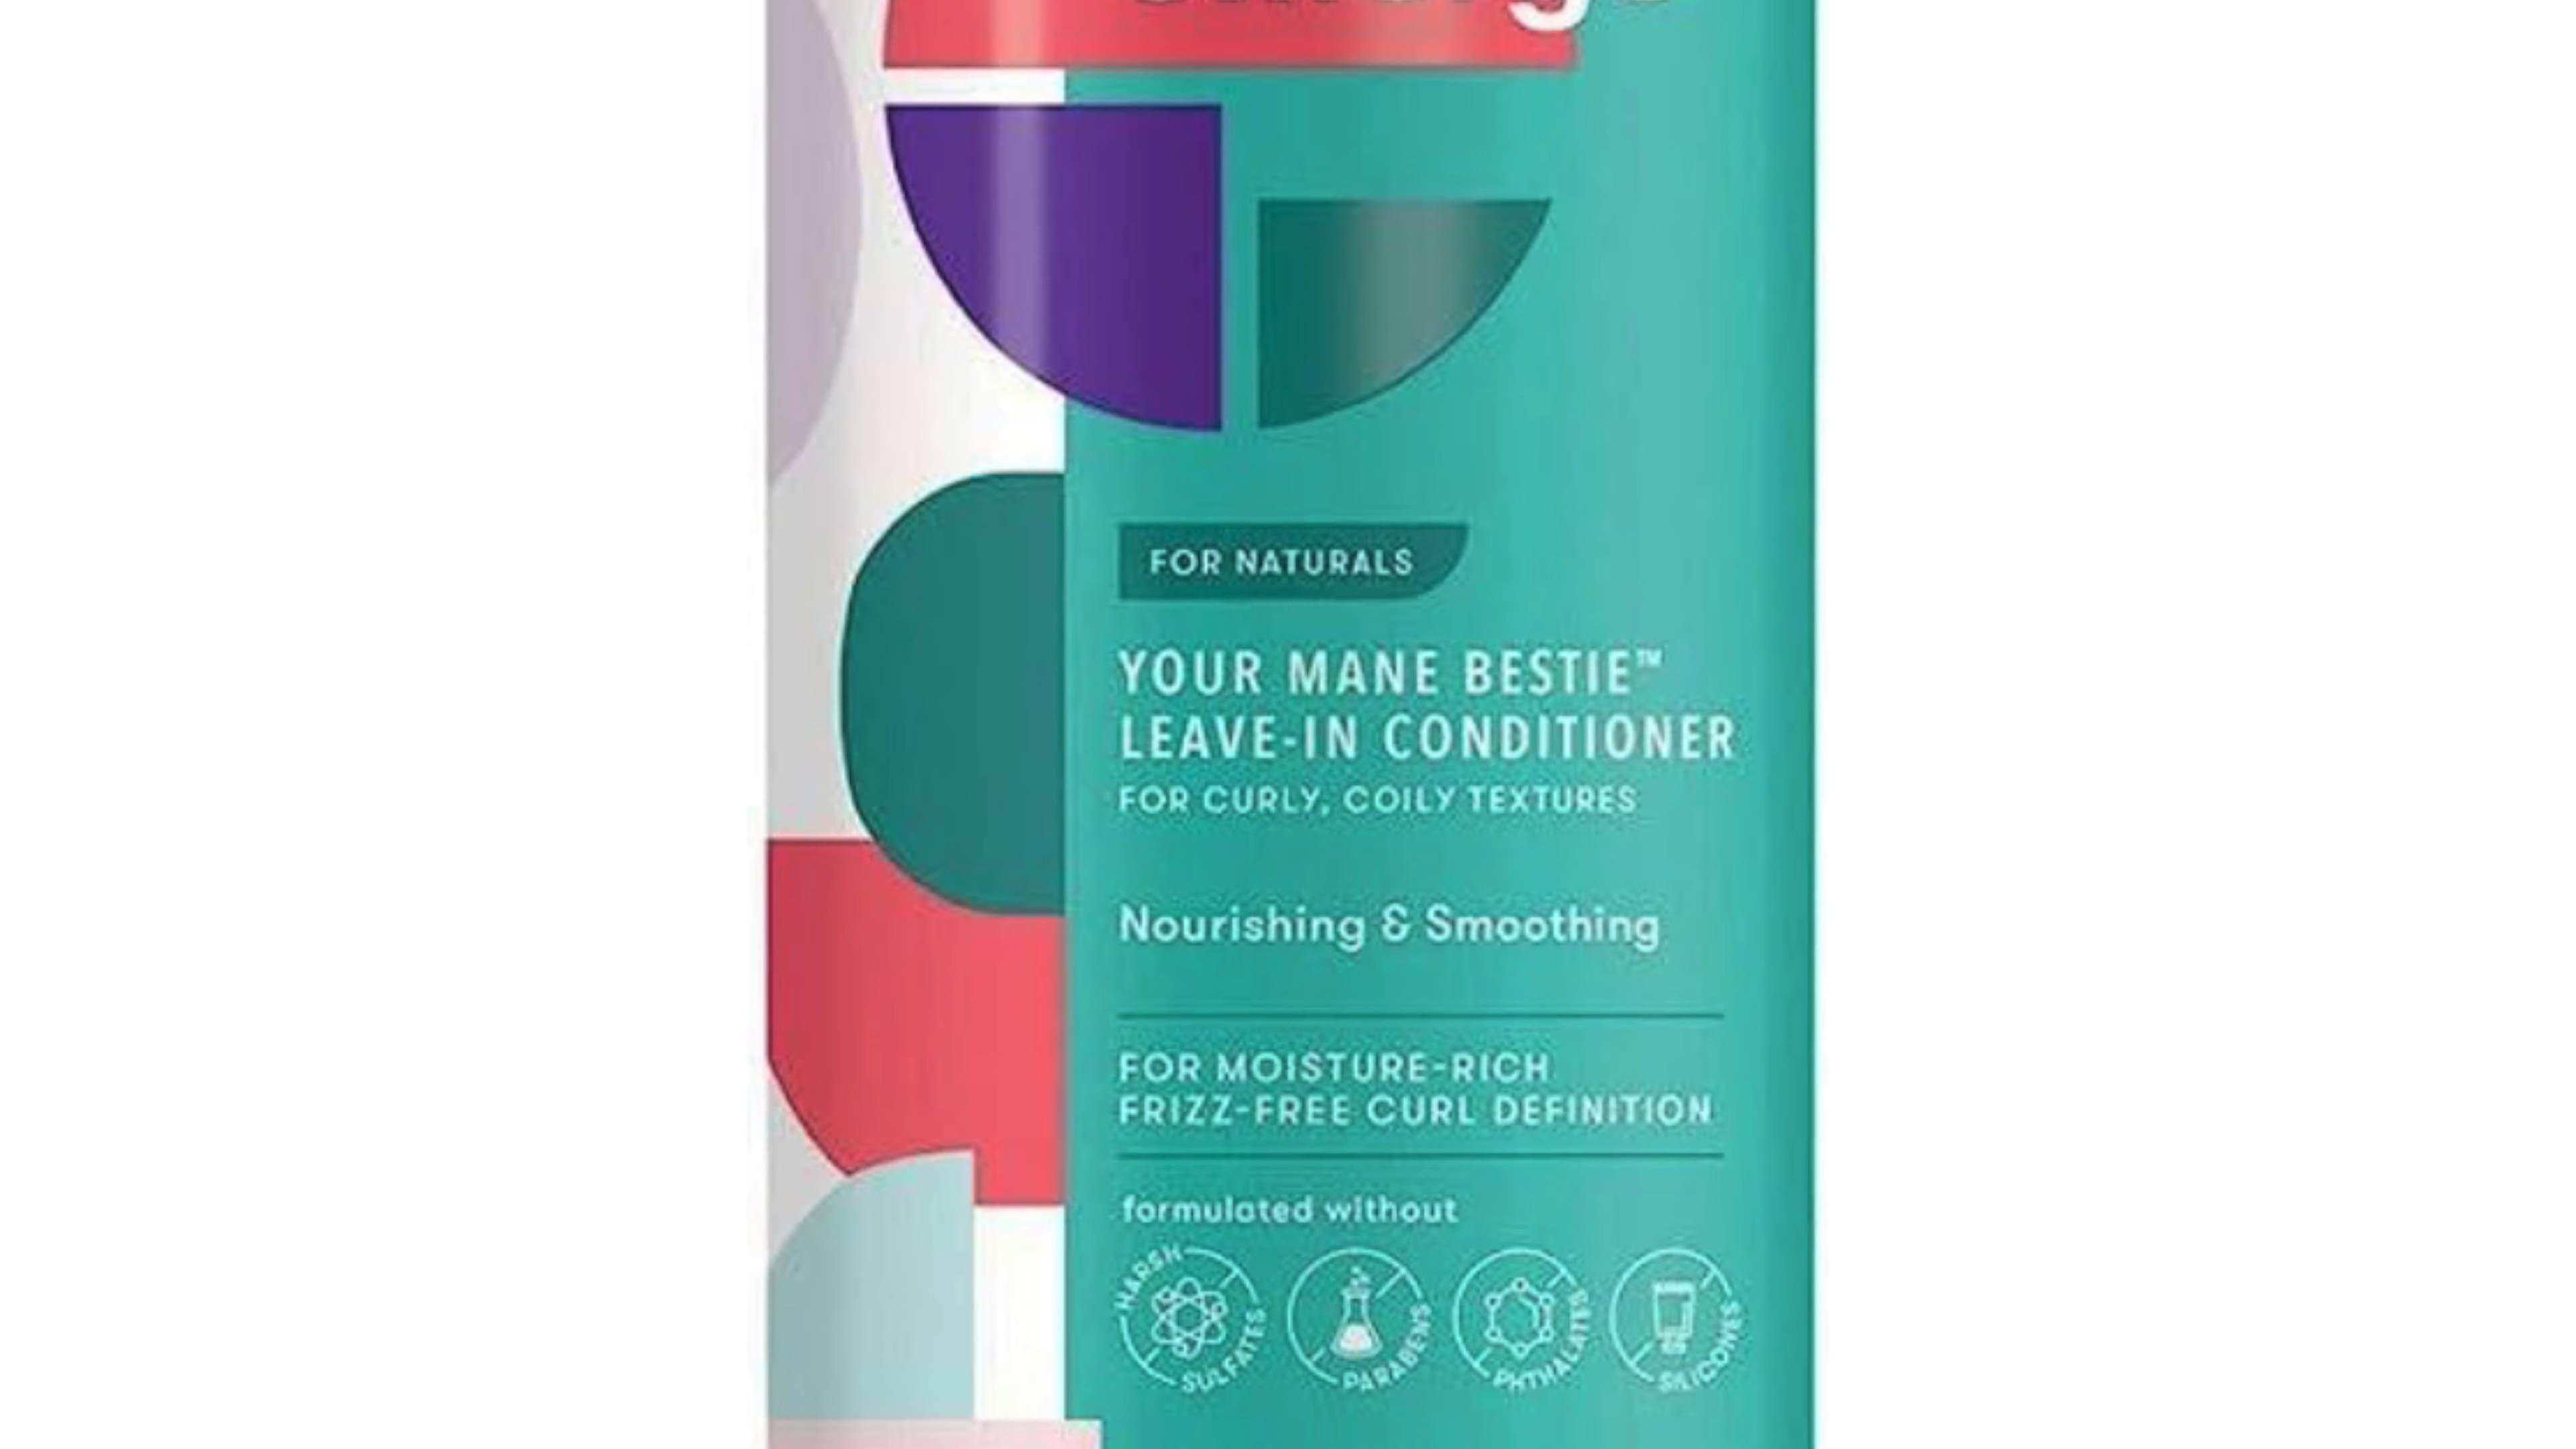 FOR NATURALS
YOUR MANE BESTIE™
LEAVE-IN CONDITIONER
FOR CURLY, COILY TEXTURES
Nourishing & Smoothing
FOR MOISTURE-RICH
FRIZZ-FREE CURL DEFINITION
formulated without
HARSH SULFATES
PARABENS
PHTHALATES
SILICONES